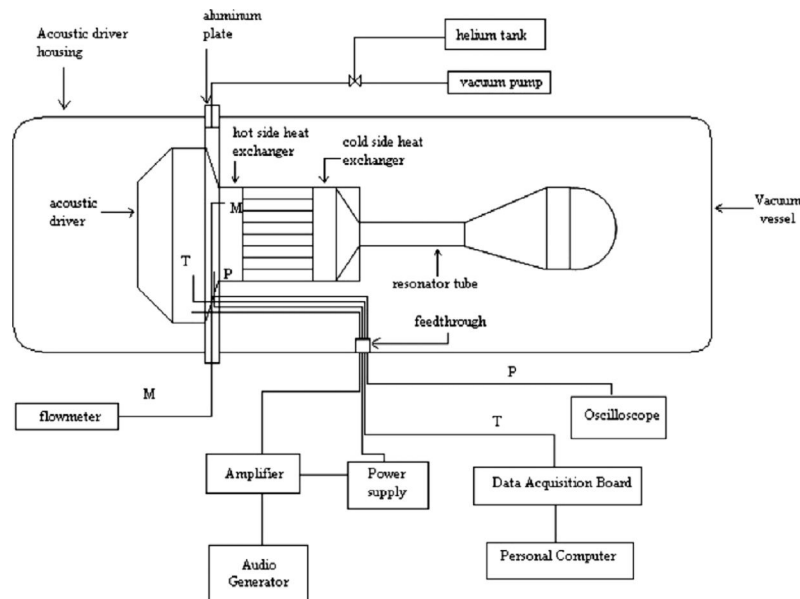 aluminum
plate
Acoustic driver
housing
helium tank
vacuum pump
hot side heat
exchanger
cold side heat
exchanger
acoustic
driver
M
Vacuum
vessel
T
P
resonator tube
feedthrough
M
P
flowmeter
Oscilloscope
T
Amplifier
Power
supply
Data Acquisition Board
Audio
Generator
Personal Computer